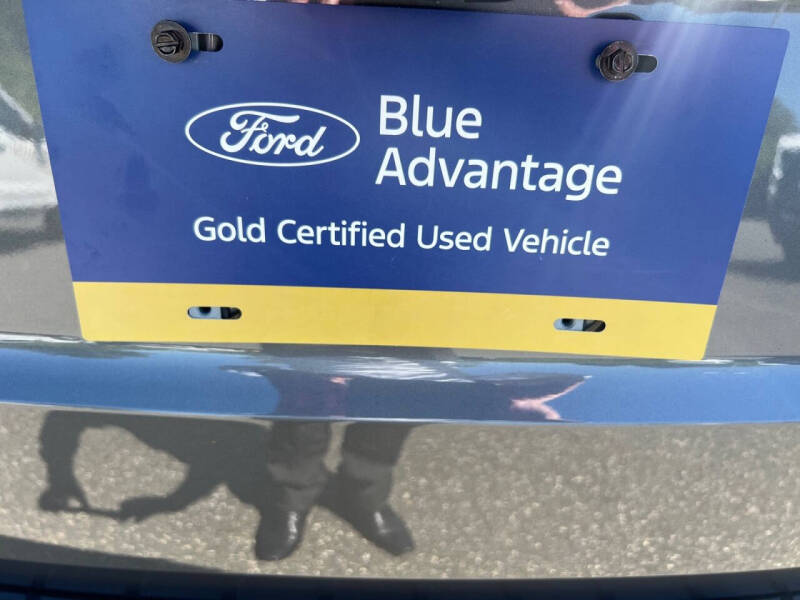 Ford
Blue
Advantage
Gold Certified Used Vehicle